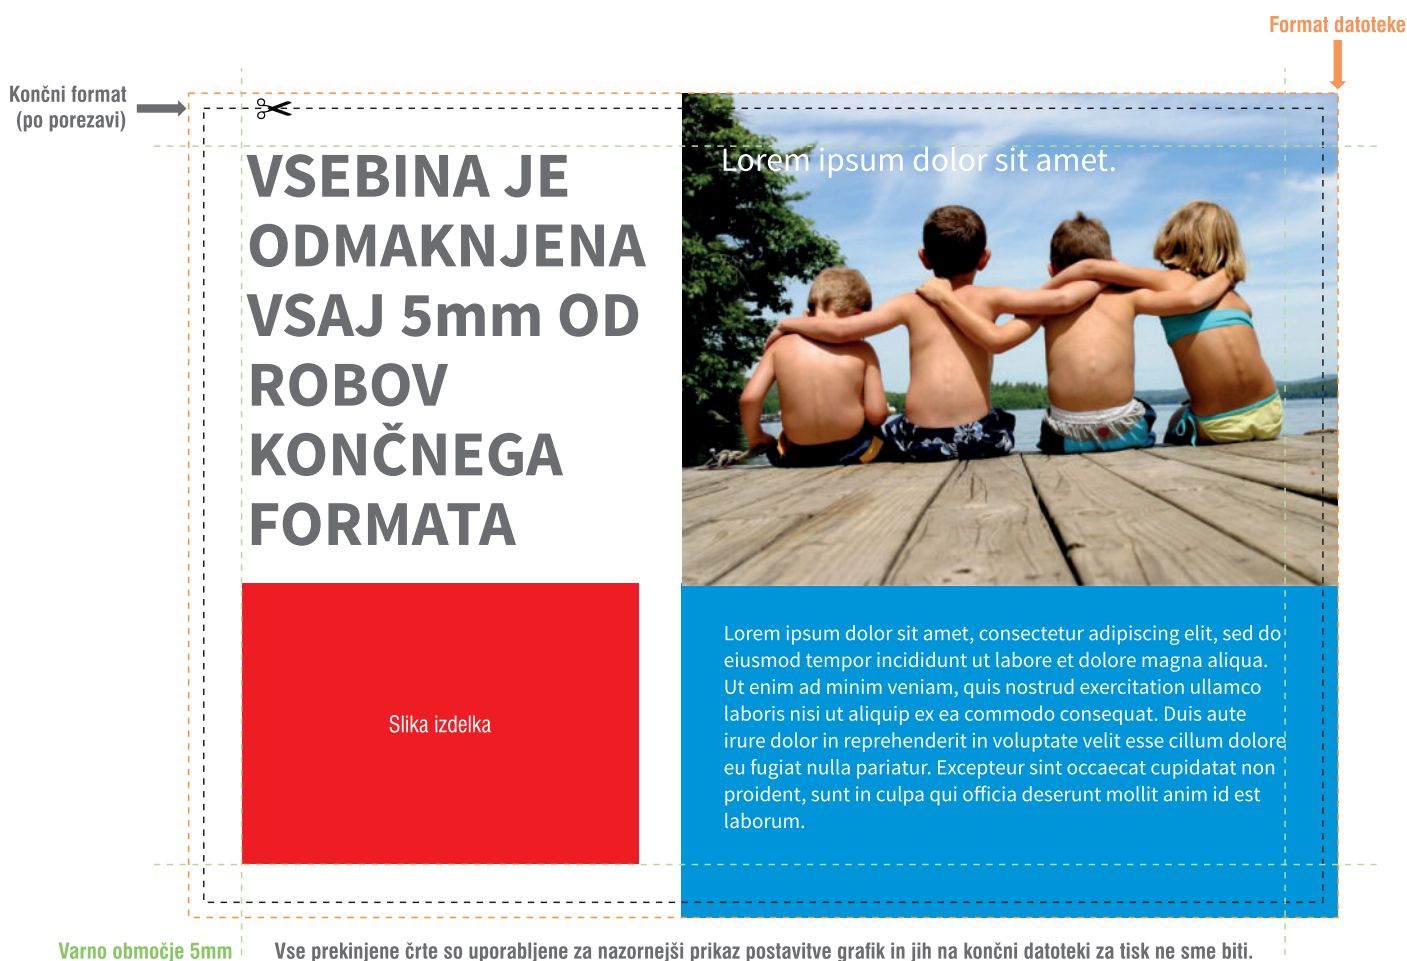 Format datoteke
Končni format
(po porezavi)
VSEBINA JE
ODMAKNJENA
VSAJ 5mm OD
ROBOV
KONČNEGA
FORMATA
Lorem ipsum dolor sit amet.
Slika izdelka
Lorem ipsum dolor sit amet, consectetur adipiscing elit, sed do
eiusmod tempor incididunt ut labore et dolore magna aliqua.
Ut enim ad minim veniam, quis nostrud exercitation ullamco
laboris nisi ut aliquip ex ea commodo consequat. Duis aute
irure dolor in reprehenderit in voluptate velit esse cillum dolore
eu fugiat nulla pariatur. Excepteur sint occaecat cupidatat non
proident, sunt in culpa qui officia deserunt mollit anim id est
laborum.
Varno območje 5mm
Vse prekinjene črte so uporabljene za nazornejši prikaz postavitve grafik in jih na končni datoteki za tisk ne sme biti.